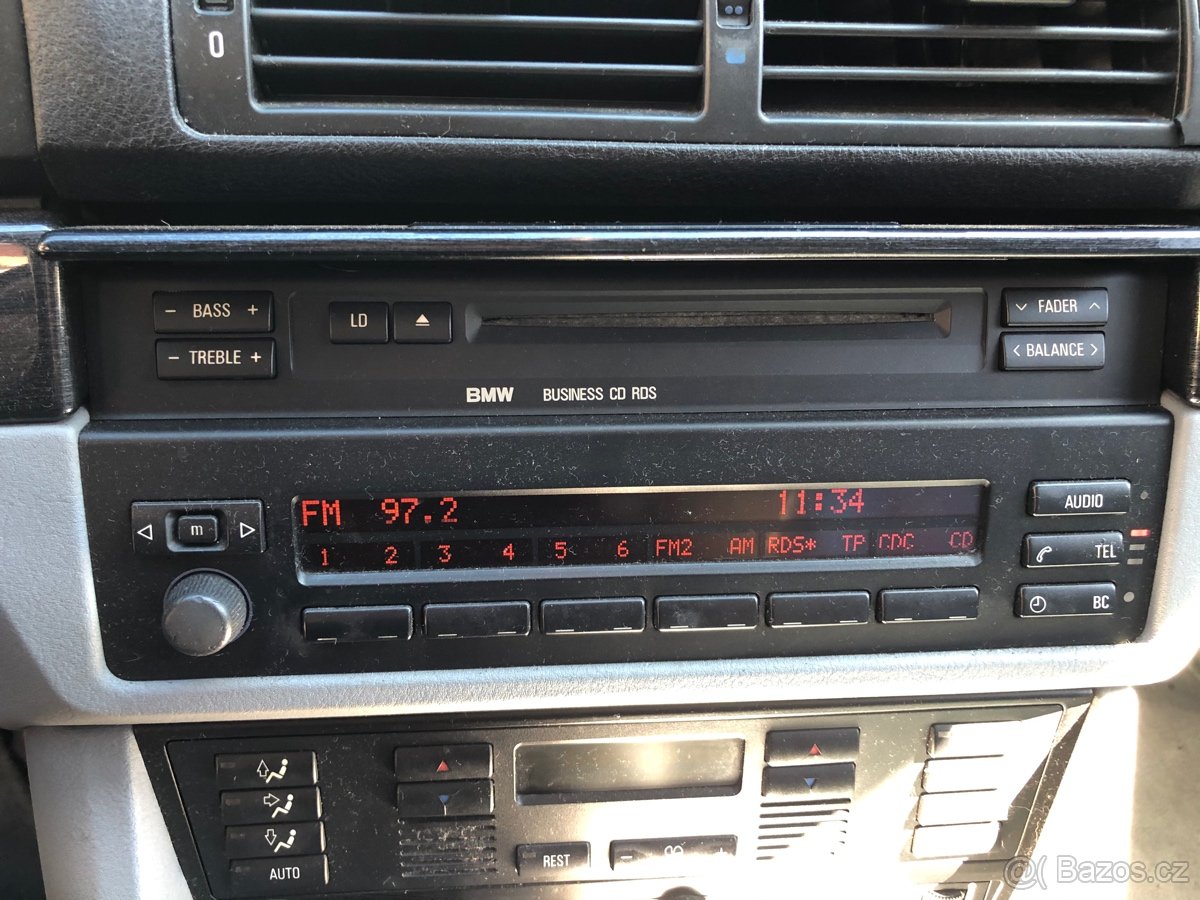 0
− BASS +
LD
FADER
− TREBLE +
< BALANCE >
BMW BUSINESS CD RDS
FM 97.2 11:34
AUDIO
m
1 2 3 4 5 6 FM2 AM RDS* TP CDC CD
TEL
BC
REST
− +
AUTO
Bazos.cz